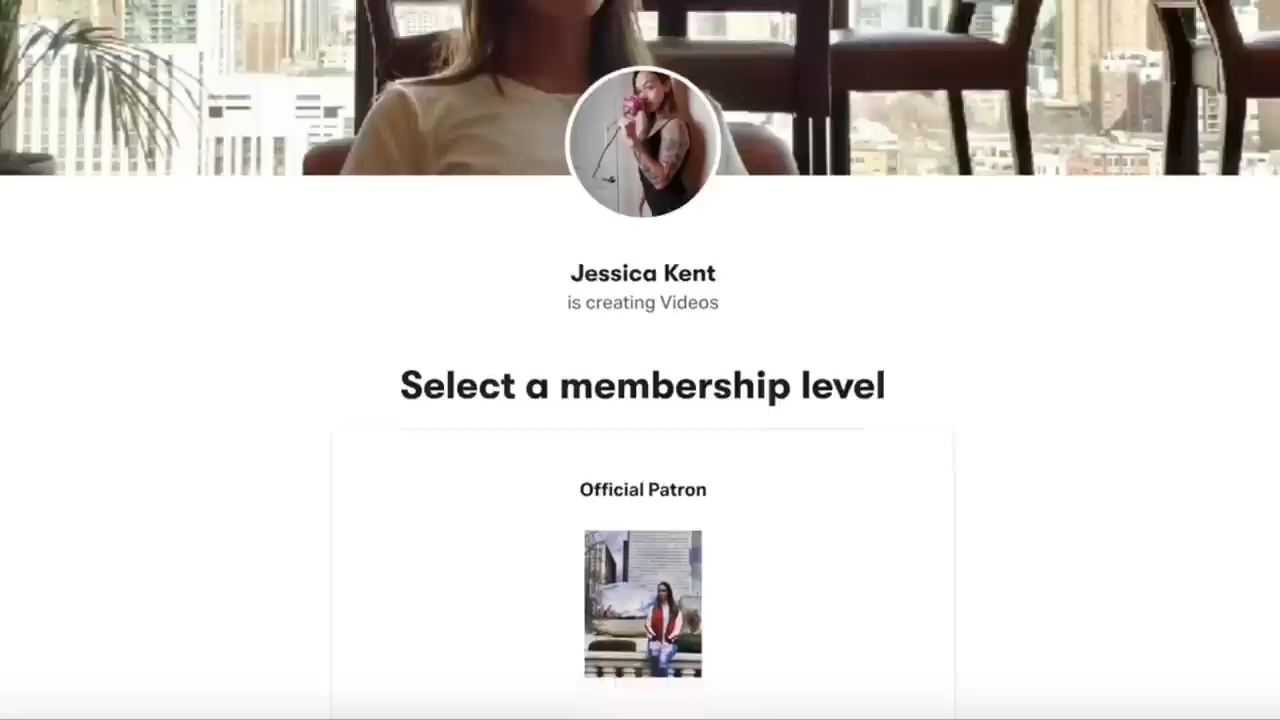 Jessica Kent
is creating Videos
Select a membership level
Official Patron